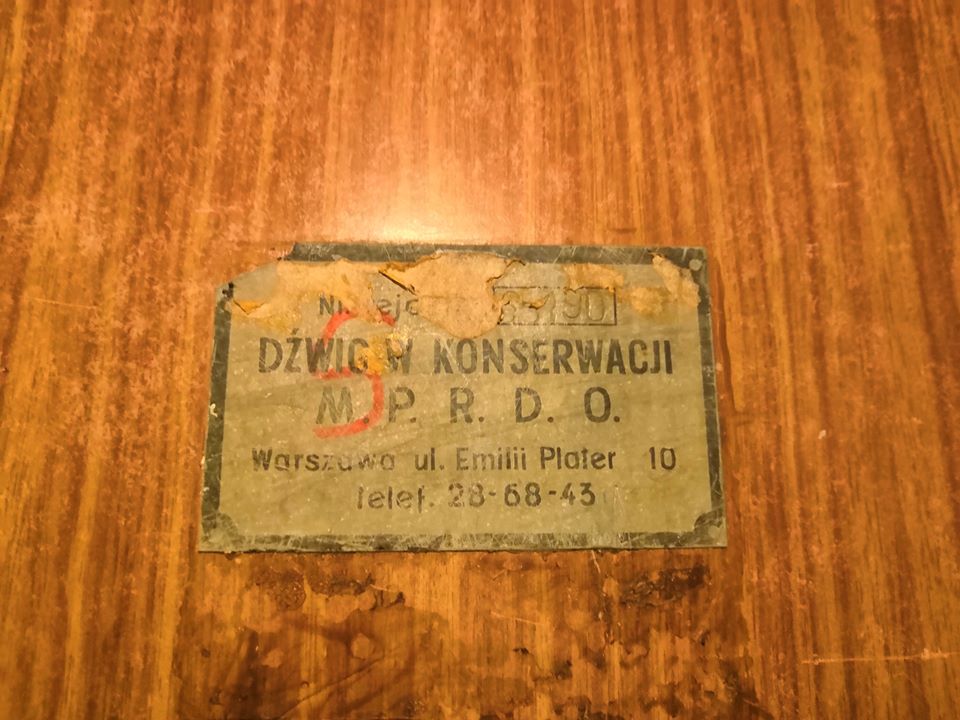 DŹWIG W KONSERWACJI
M. P. R. D. O.
Warszawa ul. Emilii Plater 10
Telef. 28-68-43